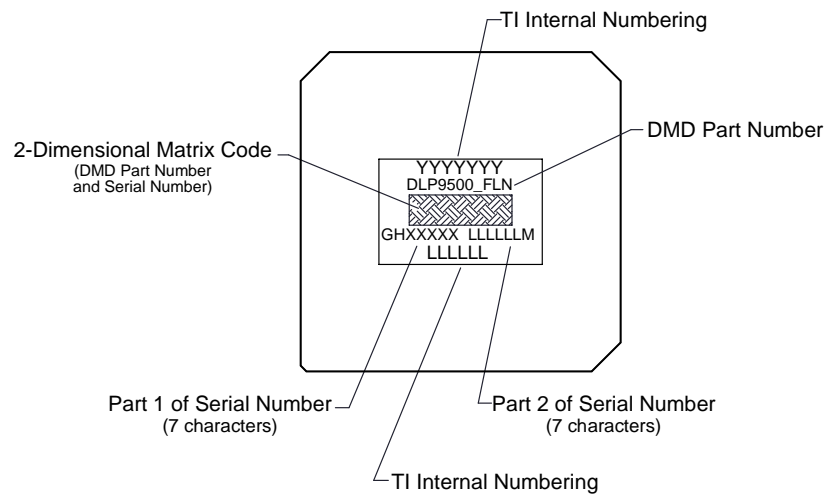 TI Internal Numbering
DMD Part Number
2-Dimensional Matrix Code
(DMD Part Number
and Serial Number)
YYYYYYY
DLP9500_FLN
GHXXXXX LLLLLLM
LLLLLL
Part 1 of Serial Number
(7 characters)
Part 2 of Serial Number
(7 characters)
TI Internal Numbering